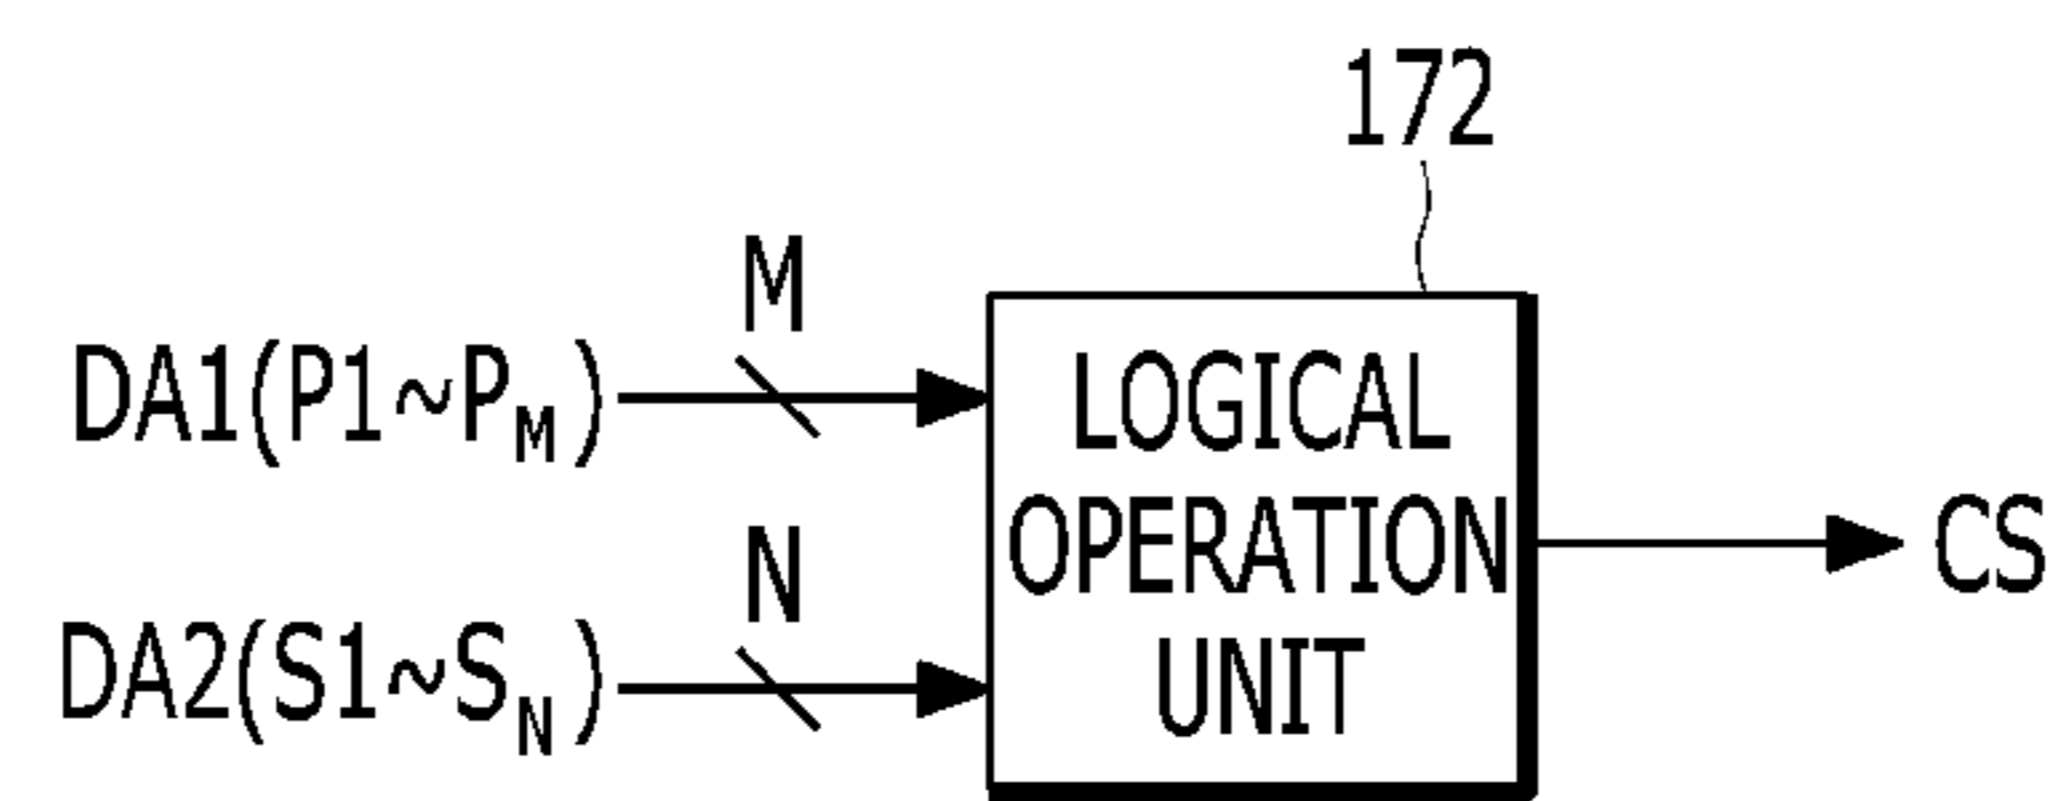 172
M
DA1(P1~PM)
LOGICAL
OPERATION
UNIT
N
DA2(S1~SN)
CS